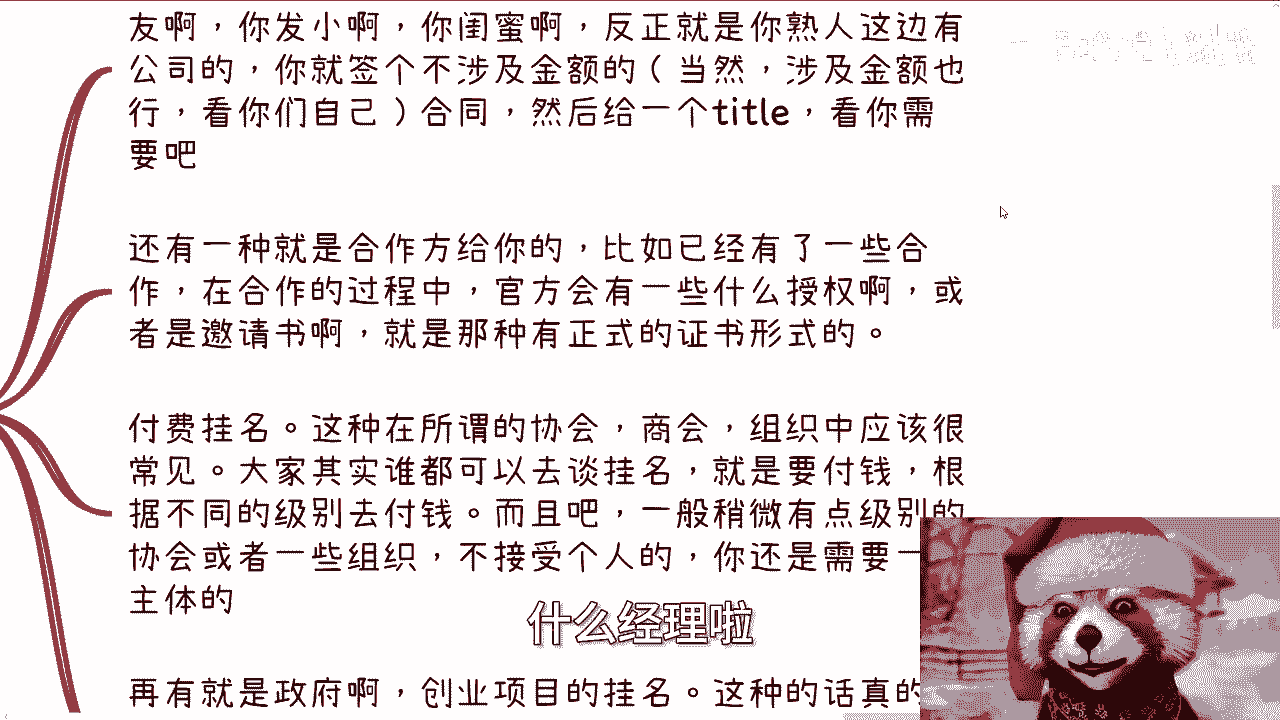 友啊，你发小啊，你闺蜜啊，反正就是你熟人这边有
公司的，你就签个不涉及金额的（当然，涉及金额也
行，看你们自己）合同，然后给一个title，看你需
要吧
还有一种就是合作方给你的，比如已经有了一些合
作，在合作的过程中，官方会有一些什么授权啊，或
者是邀请书啊，就是那种有正式的证书形式的。
付费挂名。这种在所谓的协会，商会，组织中应该很
常见。大家其实谁都可以去谈挂名，就是要付钱，根
据不同的级别去付钱。而且吧，一般稍微有点级别的
协会或者一些组织，不接受个人的，你还是需要一
主体的
什么经理啦
再有就是政府啊，创业项目的挂名。这种的话真的